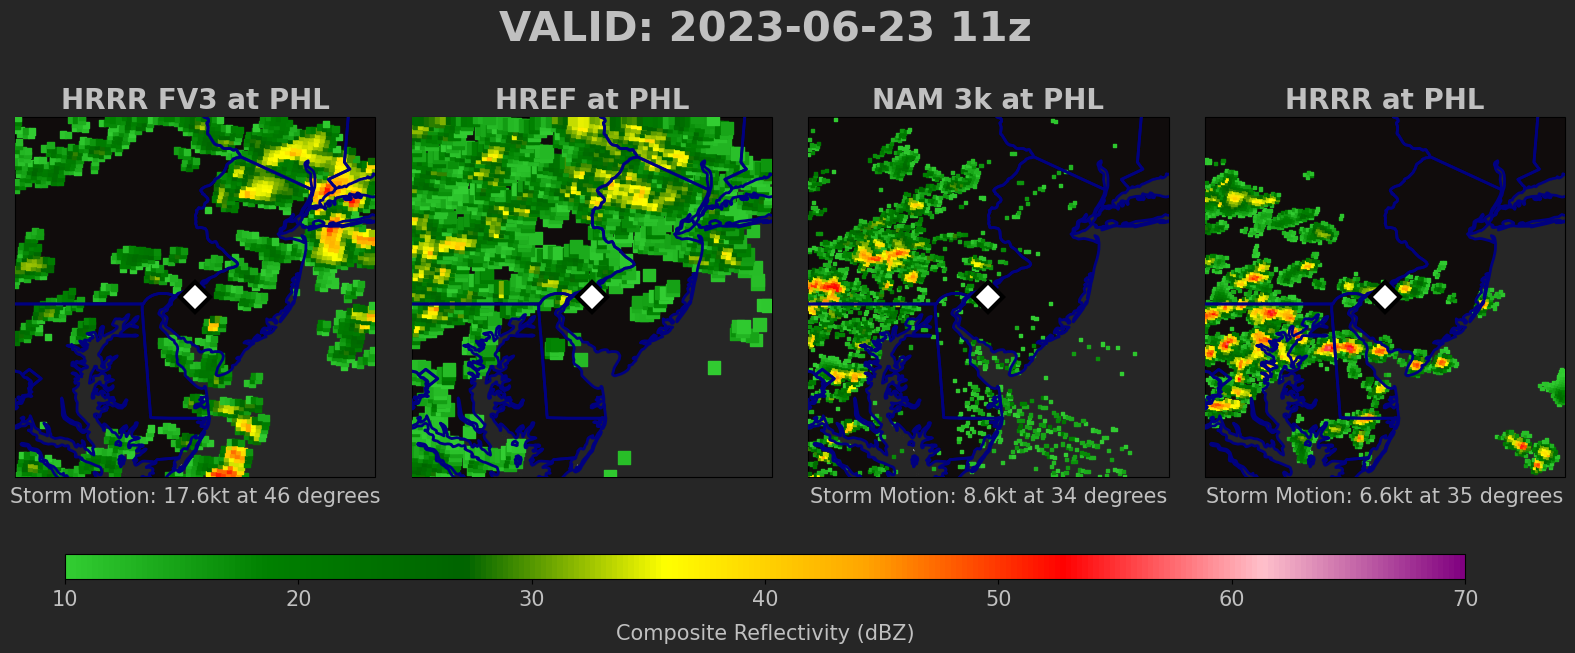 VALID: 2023-06-23 11z
HRRR FV3 at PHL
HREF at PHL
NAM 3k at PHL
HRRR at PHL
Storm Motion: 17.6kt at 46 degrees
Storm Motion: 8.6kt at 34 degrees
Storm Motion: 6.6kt at 35 degrees
10 20 30 40 50 60 70
Composite Reflectivity (dBZ)